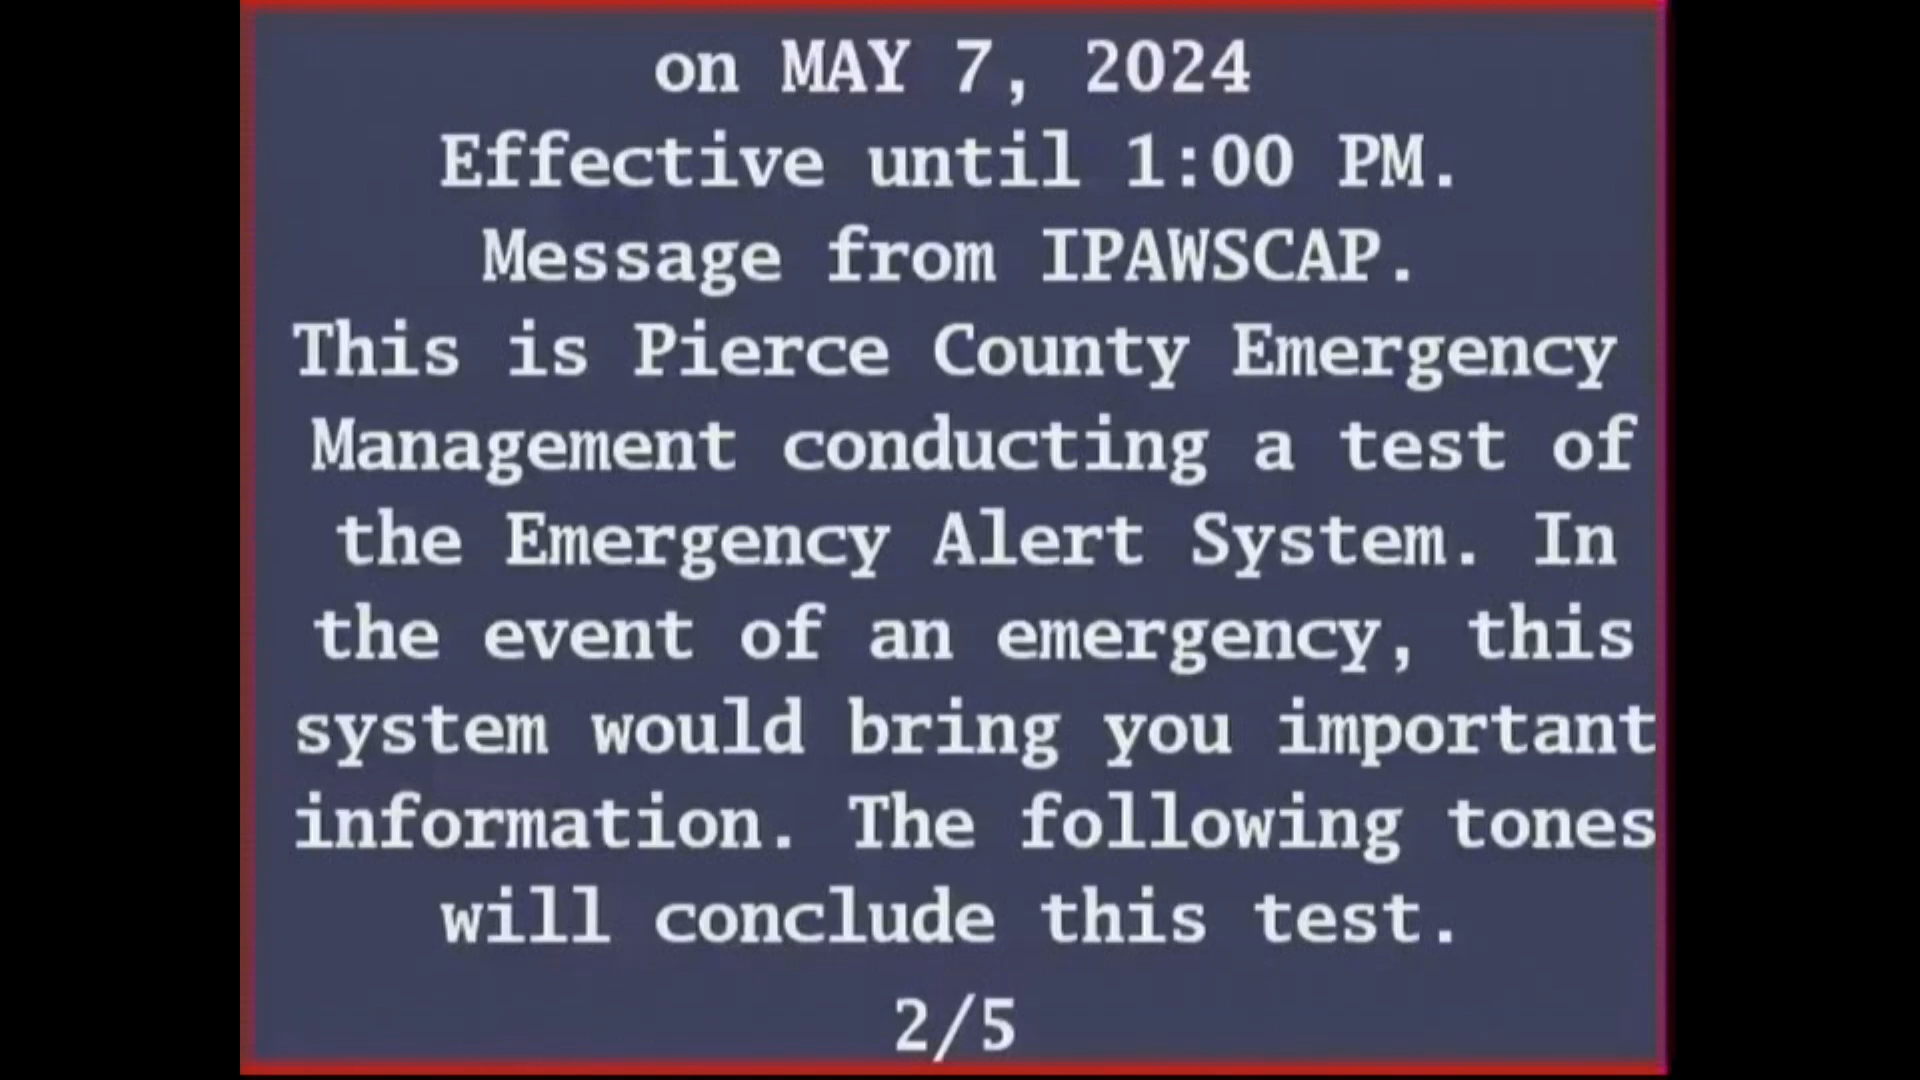 on MAY 7, 2024
Effective until 1:00 PM.
Message from IPAWSCAP.
This is Pierce County Emergency
Management conducting a test of
the Emergency Alert System. In
the event of an emergency, this
system would bring you important
information. The following tones
will conclude this test.
2/5